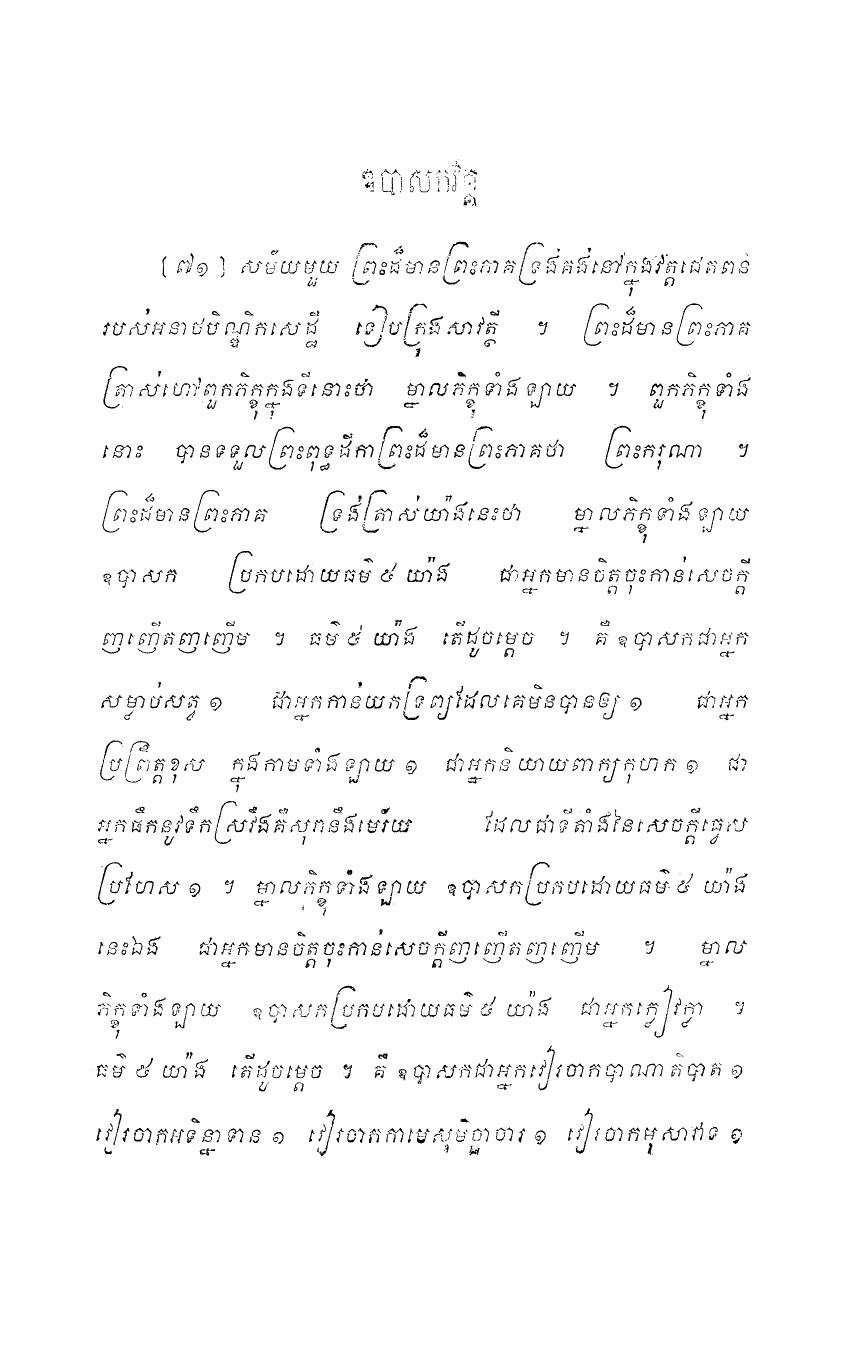 ឧបាសកវគ្គ
[៧១] សម័យមួយ ព្រះដ៏មានព្រះភាគទ្រង់គង់នៅក្នុងវត្តជេតពន
របស់អនាថបិណ្ឌិកសេដ្ឋី ទៀបក្រុងសាវត្ថី ។ ព្រះដ៏មានព្រះភាគ
ត្រាស់ហៅពួកភិក្ខុក្នុងទីនោះថា ម្នាលភិក្ខុទាំងឡាយ ។ ពួកភិក្ខុទាំង
នោះ បានទទួលព្រះពុទ្ធដីកាព្រះដ៏មានព្រះភាគថា ព្រះករុណា ។
ព្រះដ៏មានព្រះភាគ ទ្រង់ត្រាស់យ៉ាងនេះថា ម្នាលភិក្ខុទាំងឡាយ
ឧបាសក ប្រកបដោយធម៌ ៥ យ៉ាង ជាអ្នកមានចិត្តចុះកាន់សេចក្តី
ញញើតញញើម ។ ធម៌ ៥ យ៉ាង តើដូចម្តេច ។ គឺ ឧបាសកជាអ្នក
សម្លាប់សត្វ ១ ជាអ្នកកាន់យកទ្រព្យដែលគេមិនបានឲ្យ ១ ជាអ្នក
ប្រព្រឹត្តខុស ក្នុងកាមទាំងឡាយ ១ ជាអ្នកនិយាយពាក្យកុហក ១ ជា
អ្នកផឹកនូវទឹកស្រវឹងគឺសុរានឹងមេរ័យ ដែលជាទីតាំងនៃសេចក្តីធ្វេស
ប្រហែស ១ ។ ម្នាលភិក្ខុទាំងឡាយ ឧបាសកប្រកបដោយធម៌ ៥ យ៉ាង
នេះឯង ជាអ្នកមានចិត្តចុះកាន់សេចក្តីញញើតញញើម ។ ម្នាល
ភិក្ខុទាំងឡាយ ឧបាសកប្រកបដោយធម៌ ៥ យ៉ាង ជាអ្នកក្លៀវក្លា ។
ធម៌ ៥ យ៉ាង តើដូចម្តេច ។ គឺ ឧបាសកជាអ្នកវៀរចាកបាណាតិបាត ១
វៀរចាកអទិន្នាទាន ១ វៀរចាកកាមេសុមិច្ឆាចារ ១ វៀរចាកមុសាវាទ ១